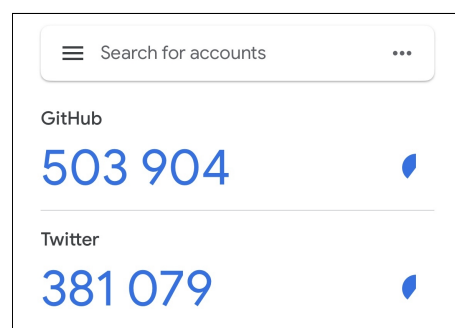 Search for accounts
GitHub
503 904
Twitter
381 079